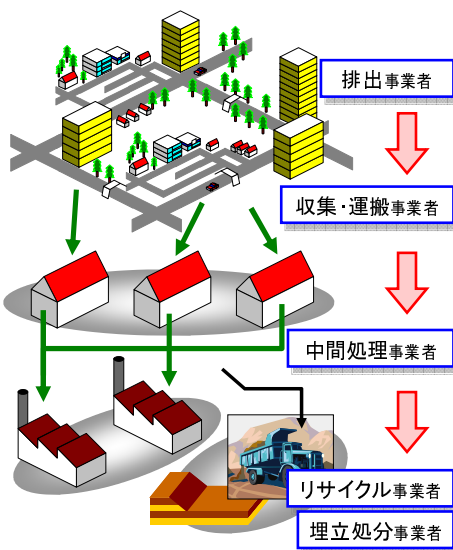 排出事業者
収集・運搬事業者
中間処理事業者
リサイクル事業者
埋立処分事業者